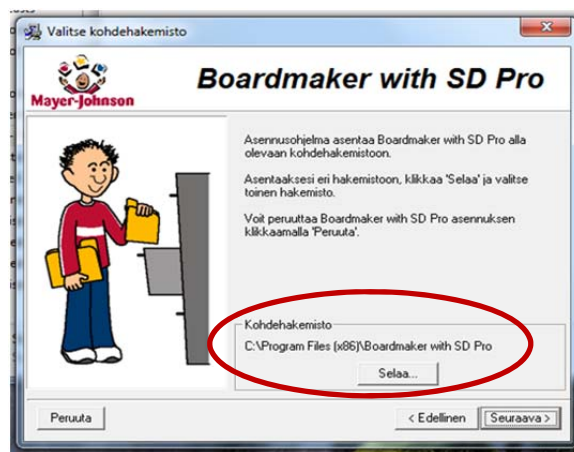 Valitse kohdehakemisto
Mayer-Johnson
Boardmaker with SD Pro
Asennusohjelma asentaa Boardmaker with SD Pro alla
olevaan kohdehakemistoon.
Asentaaksesi eri hakemistoon, klikkaa 'Selaa' ja valitse
toinen hakemisto.
Voit peruuttaa Boardmaker with SD Pro asennuksen
klikkaamalla 'Peruuta'.
Kohdehakemisto
C:\Program Files (x86)\Boardmaker with SD Pro
Selaa...
Peruuta
< Edellinen
Seuraava >